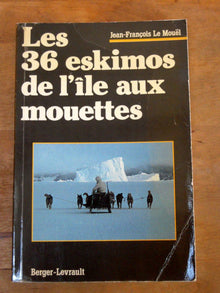 Jean-François Le Mouël
Les
36 eskimos
de l'île aux
mouettes
Berger-Levrault